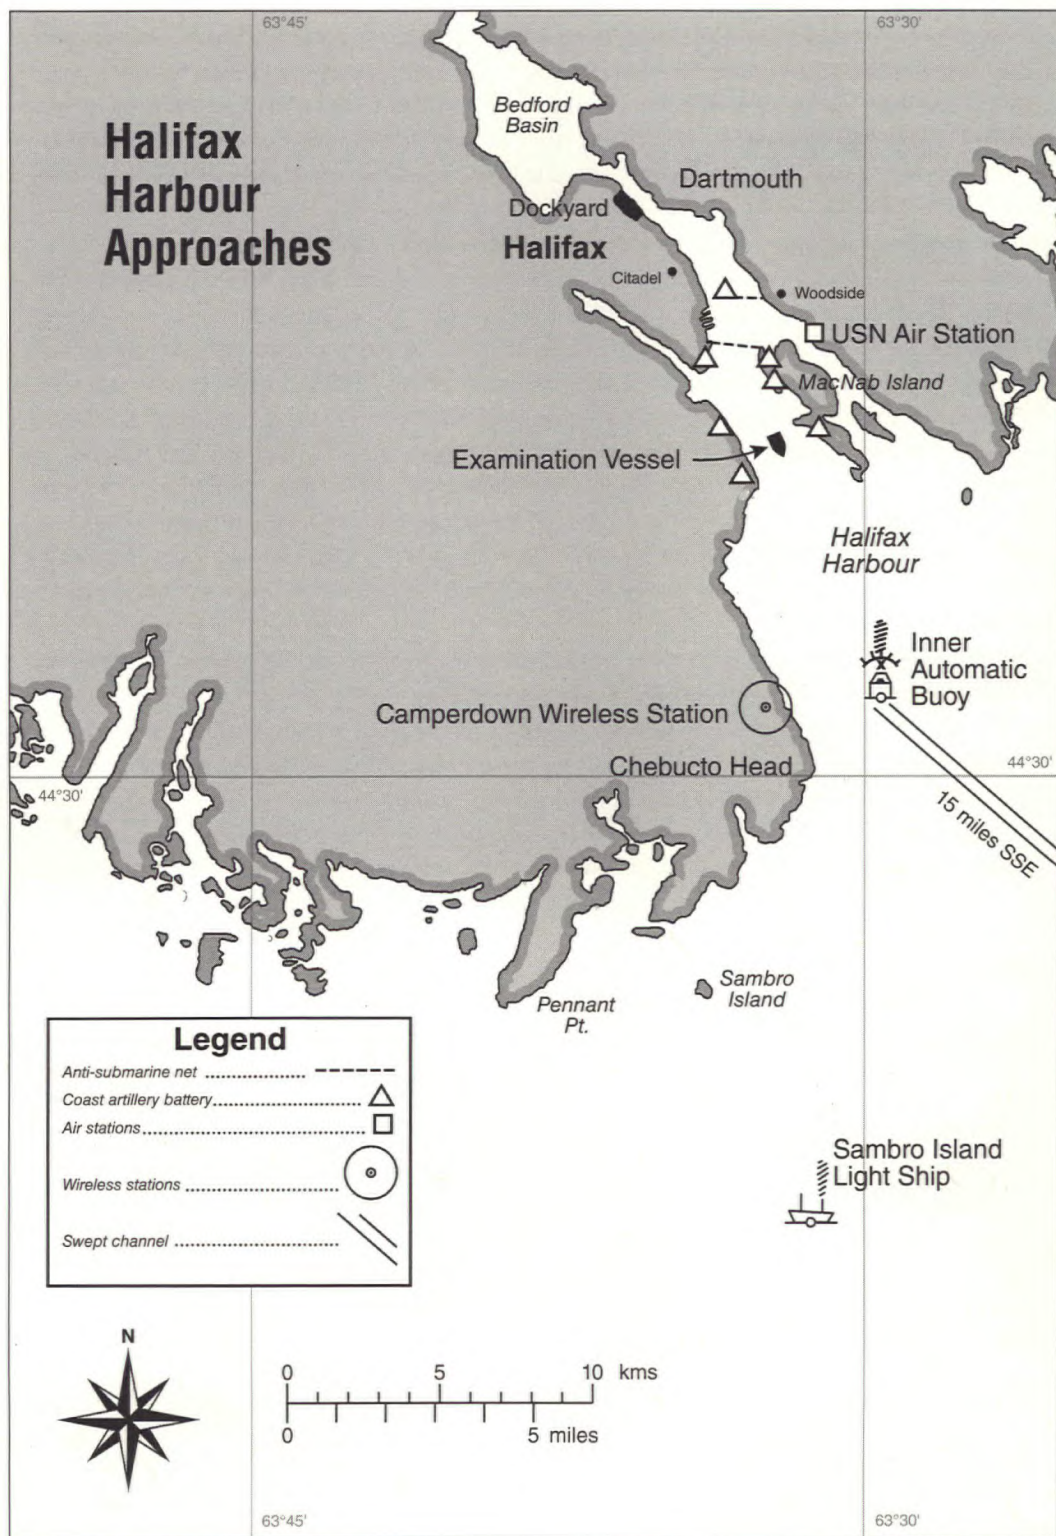 63°45'
63°30'
Halifax
Harbour
Approaches
Bedford
Basin
Dartmouth
Dockyard
Halifax
Citadel
Woodside
USN Air Station
MacNab Island
Examination Vessel
Halifax
Harbour
Inner
Automatic
Buoy
Camperdown Wireless Station
Chebucto Head
44°30'
44°30'
15 miles SSE
Sambro
Island
Pennant
Pt.
Legend
Anti-submarine net
Coast artillery battery
Air stations
Wireless stations
Swept channel
Sambro Island
Light Ship
N
0 5 10 kms
0 5 miles
63°45'
63°30'